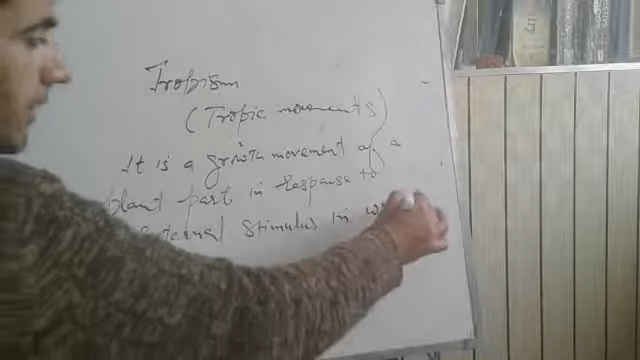 Tropism
(Tropic movements)
It is a growth movement of a
plant part in response to
external stimulus in